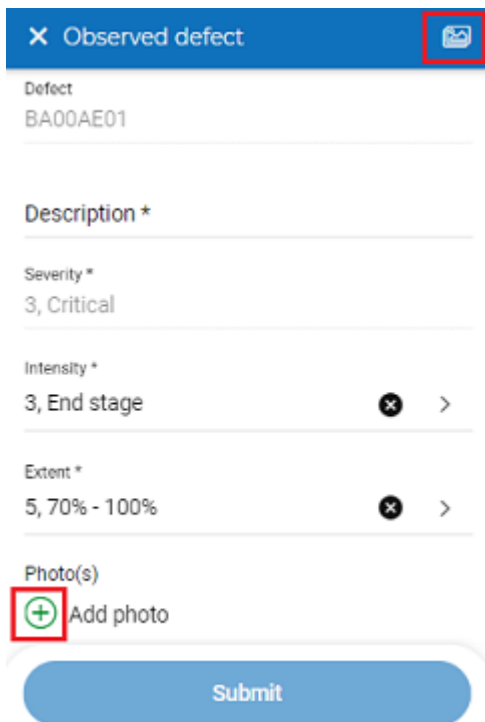 Observed defect
Defect
BA00AE01
Description *
Severity *
3, Critical
Intensity *
3, End stage
Extent *
5, 70% - 100%
Photo(s)
Add photo
Submit